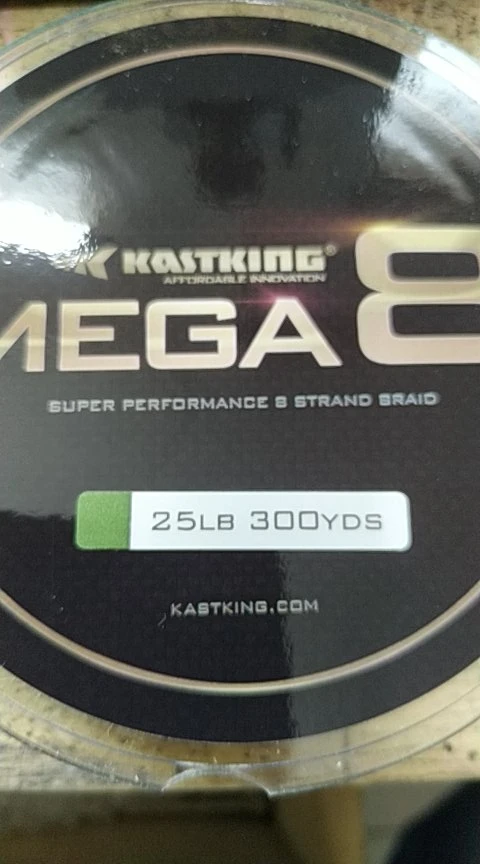 KASTKING®
AFFORDABLE INNOVATION
MEGA 8
SUPER PERFORMANCE 8 STRAND BRAID
25LB 300YDS
KASTKING.COM